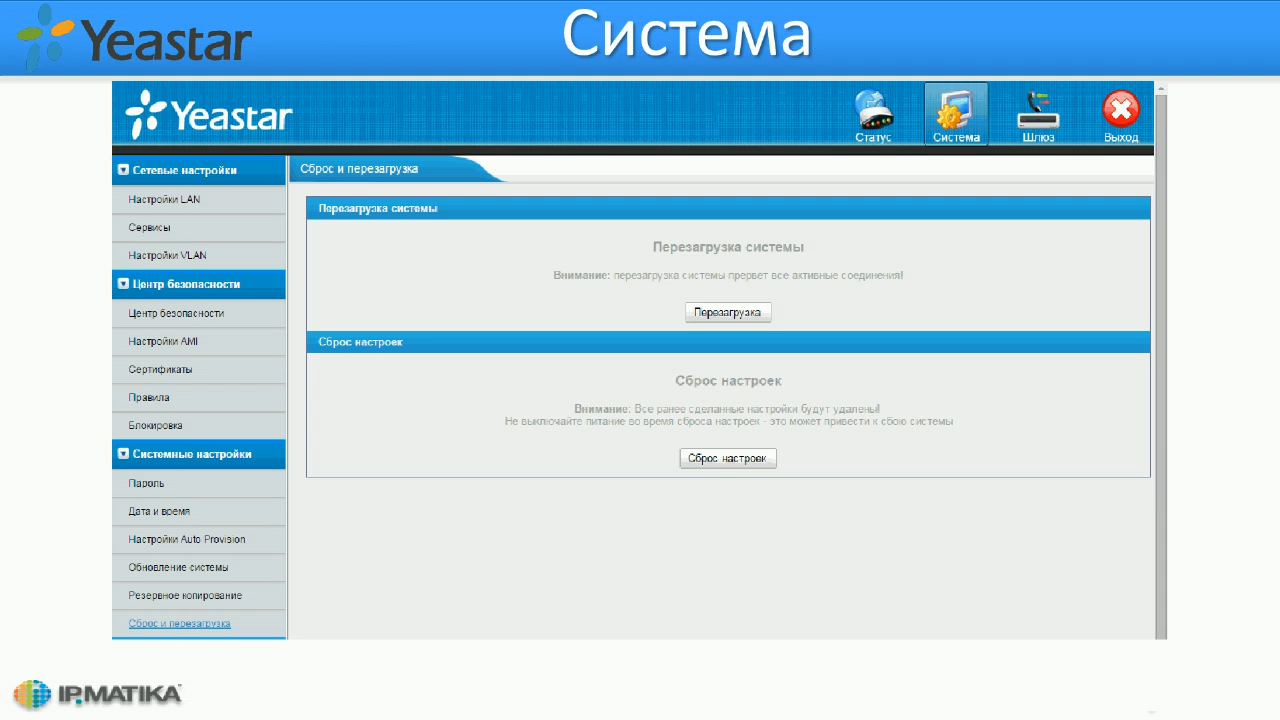 Yeastar
Система
Yeastar
Статус
Система
Шлюз
Выход
Сетевые настройки
Настройки LAN
Сервисы
Настройки VLAN
Центр безопасности
Центр безопасности
Настройки AMI
Сертификаты
Правила
Блокировка
Системные настройки
Пароль
Дата и время
Настройки Auto Provision
Обновление системы
Резервное копирование
Сброс и перезагрузка
Сброс и перезагрузка
Перезагрузка системы
Перезагрузка системы
Внимание: перезагрузка системы прервет все активные соединения!
Перезагрузка
Сброс настроек
Сброс настроек
Внимание: Все ранее сделанные настройки будут удалены!
Не выключайте питание во время сброса настроек - это может привести к сбою системы
Сброс настроек
IP.MATIKA